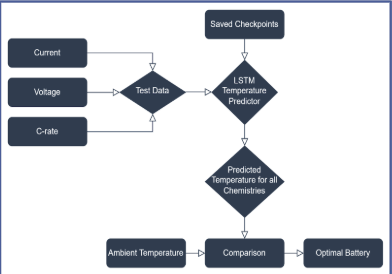 Saved Checkpoints
Current
Voltage
C-rate
Test Data
LSTM
Temperature
Predictor
Predicted
Temperature for all
Chemistries
Ambient Temperature
Comparison
Optimal Battery